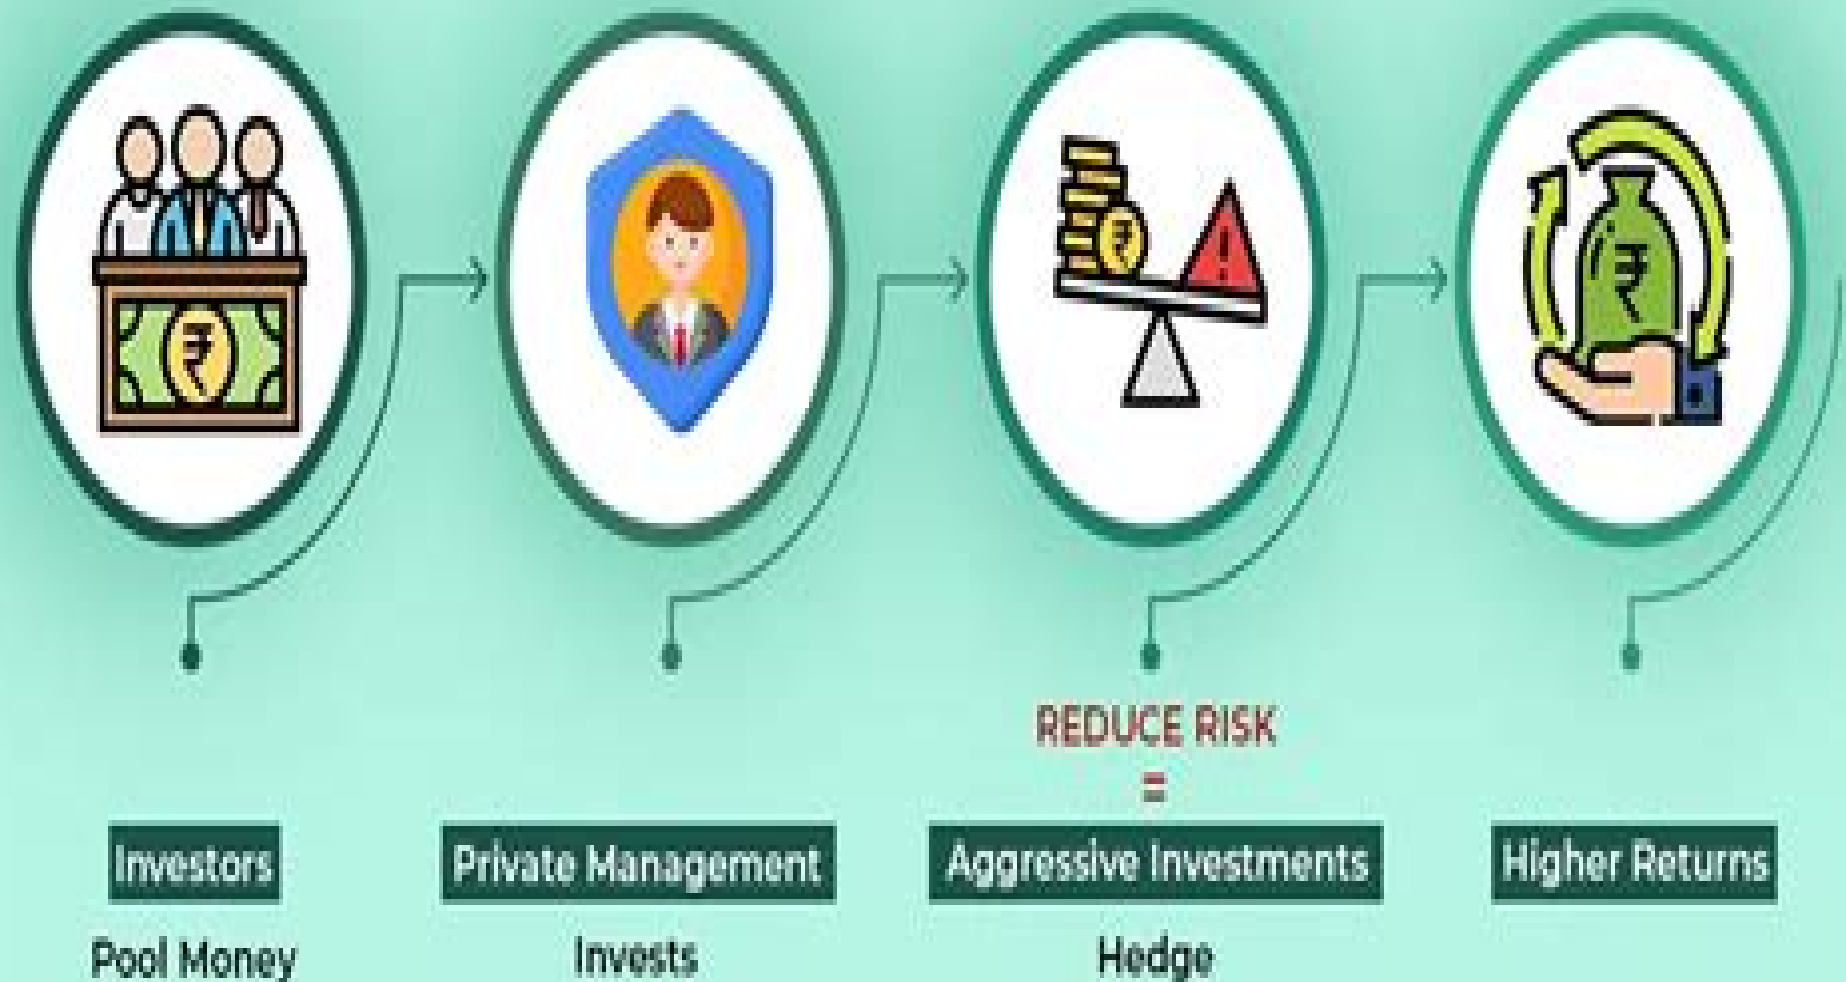 ₹
₹
₹
REDUCE RISK
=
Investors
Private Management
Aggressive Investments
Higher Returns
Pool Money
Invests
Hedge